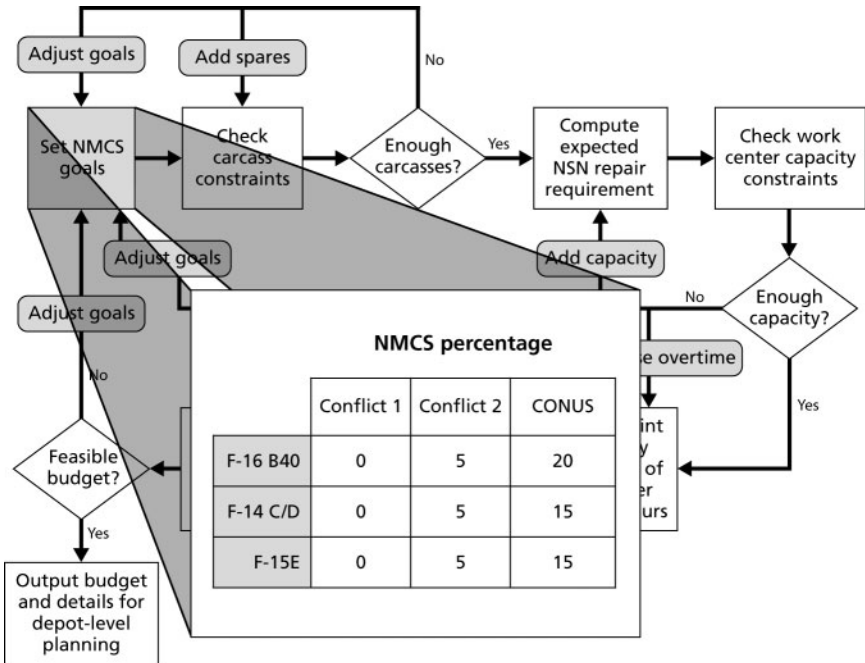 Adjust goals
Add spares
No
Set NMCS
goals
Check
carcass
constraints
Enough
carcasses?
Yes
Compute
expected
NSN repair
requirement
Check work
center capacity
constraints
Adjust goals
Add capacity
Adjust goals
No
Enough
capacity?
overtime
Yes
No
Feasible
budget?
Yes
Output budget
and details for
depot-level
planning
NMCS percentage
Conflict 1 Conflict 2 CONUS
F-16 B40 0 5 20
F-14 C/D 0 5 15
F-15E 0 5 15
of